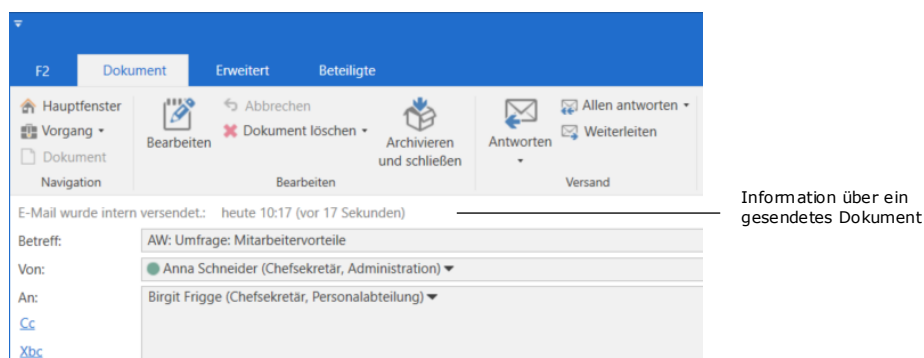 F2 Dokument Erweitert Beteiligte
Hauptfenster
Vorgang
Dokument
Navigation
Bearbeiten
Abbrechen
Dokument löschen
Archivieren
und schließen
Bearbeiten
Antworten
Allen antworten
Weiterleiten
Versand
E-Mail wurde intern versendet.: heute 10:17 (vor 17 Sekunden)
Information über ein
gesendetes Dokument
Betreff: AW: Umfrage: Mitarbeitervorteile
Von: Anna Schneider (Chefsekretär, Administration)
An: Birgit Frigge (Chefsekretär, Personalabteilung)
Cc
Xbc